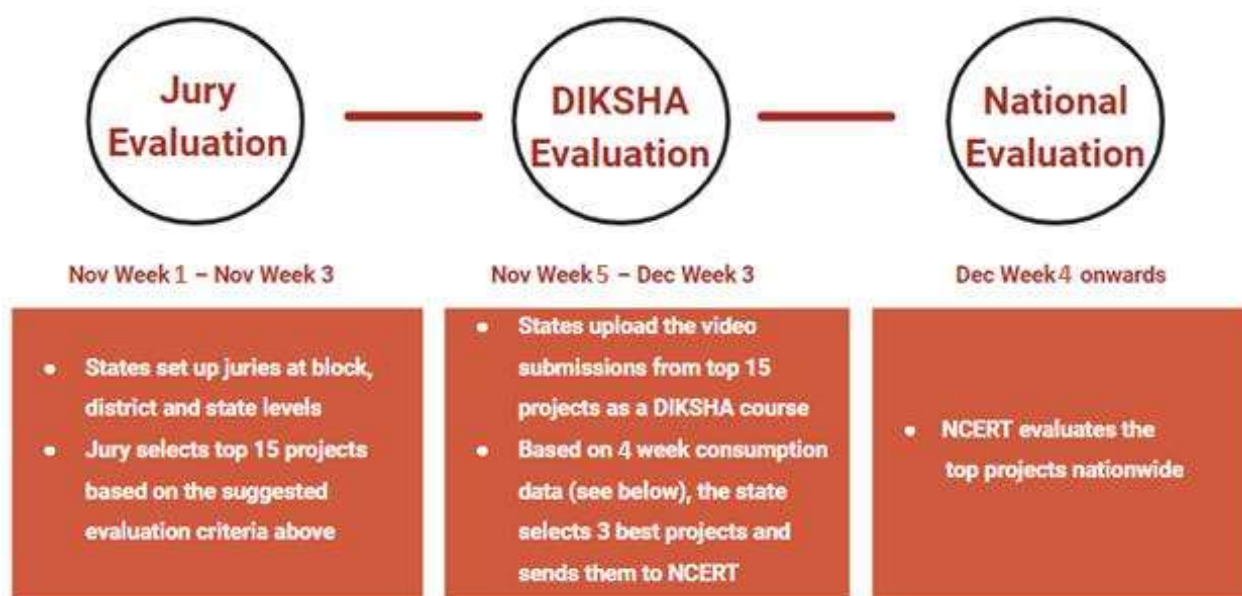 Jury
Evaluation
DIKSHA
Evaluation
National
Evaluation
Nov Week 1 – Nov Week 3
Nov Week 5 – Dec Week 3
Dec Week 4 onwards
• States set up juries at block,
district and state levels
• Jury selects top 15 projects
based on the suggested
evaluation criteria above
• States upload the video
submissions from top 15
projects as a DIKSHA course
• Based on 4 week consumption
data (see below), the state
selects 3 best projects and
sends them to NCERT
• NCERT evaluates the
top projects nationwide